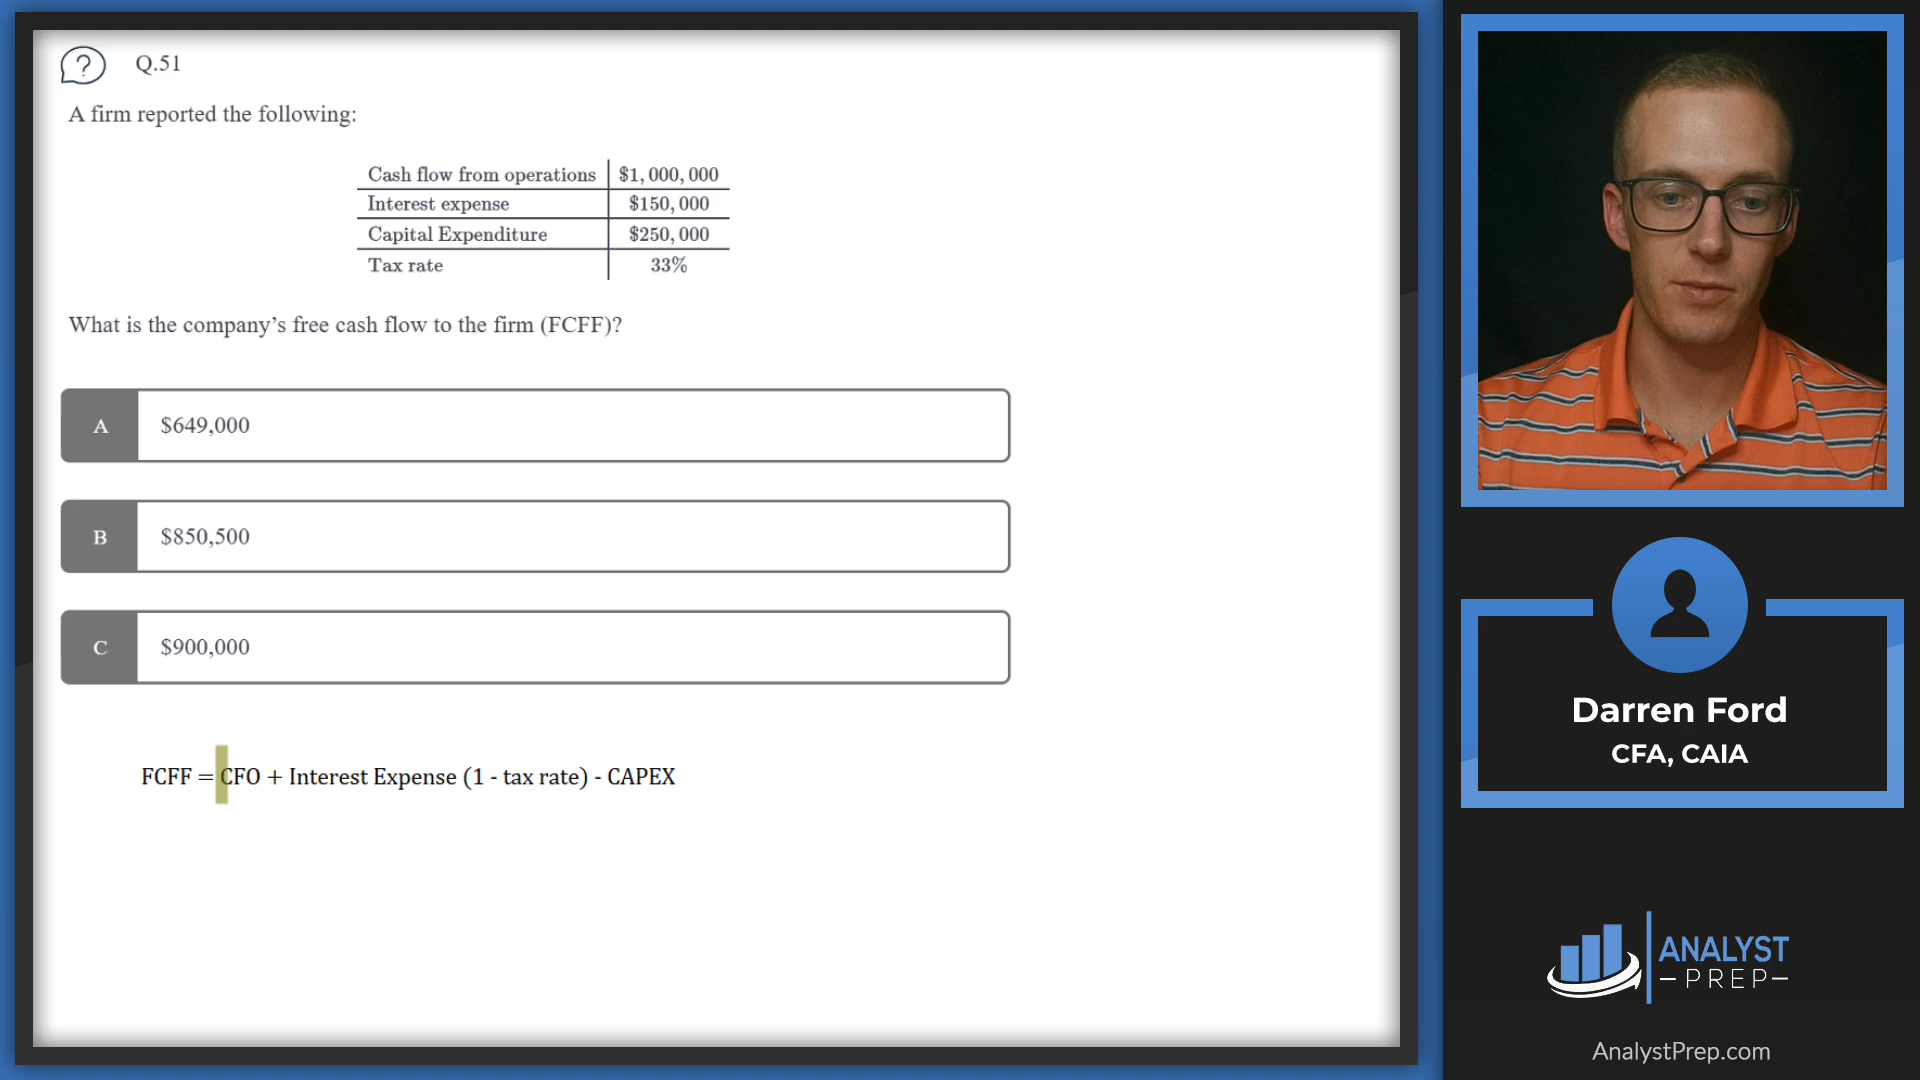 ?
Q.51
A firm reported the following:
Cash flow from operations $1,000,000
Interest expense $150,000
Capital Expenditure $250,000
Tax rate 33%
What is the company’s free cash flow to the firm (FCFF)?
A $649,000
B $850,500
C $900,000
FCFF = CFO + Interest Expense (1 - tax rate) - CAPEX
Darren Ford
CFA, CAIA
ANALYST
PREP
AnalystPrep.com